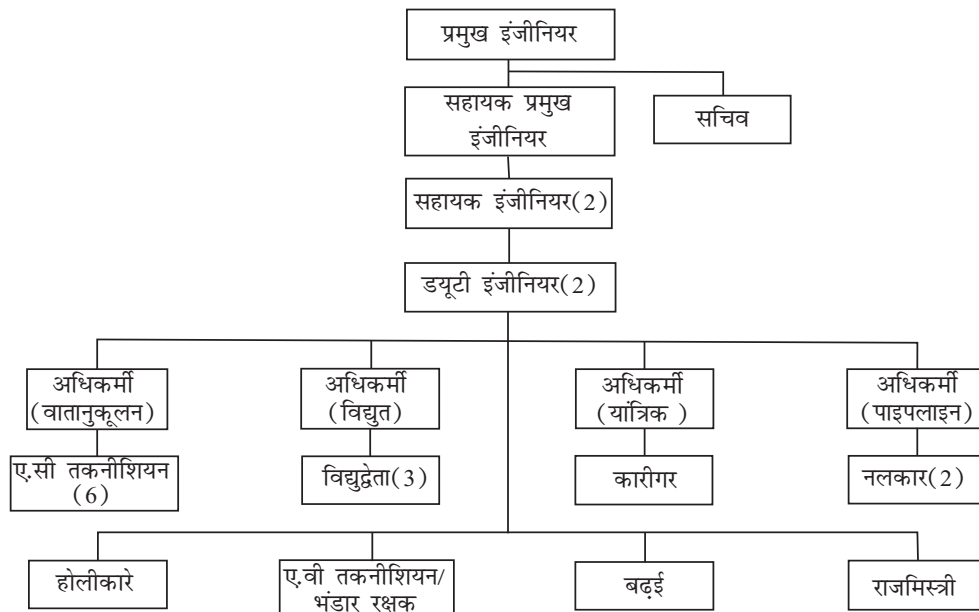 प्रमुख इंजीनियर
सहायक प्रमुख
इंजीनियर
सचिव
सहायक इंजीनियर(2)
डयूटी इंजीनियर(2)
अधिकर्मी
(वातानुकूलन)
अधिकर्मी
(विद्युत)
अधिकर्मी
(यांत्रिक )
अधिकर्मी
(पाइपलाइन)
ए.सी तकनीशियन
(6)
विद्युद्वेता(3)
कारीगर
नलकार(2)
होलीकारे
ए.वी तकनीशियन/
भंडार रक्षक
बढ़ई
राजमिस्त्री